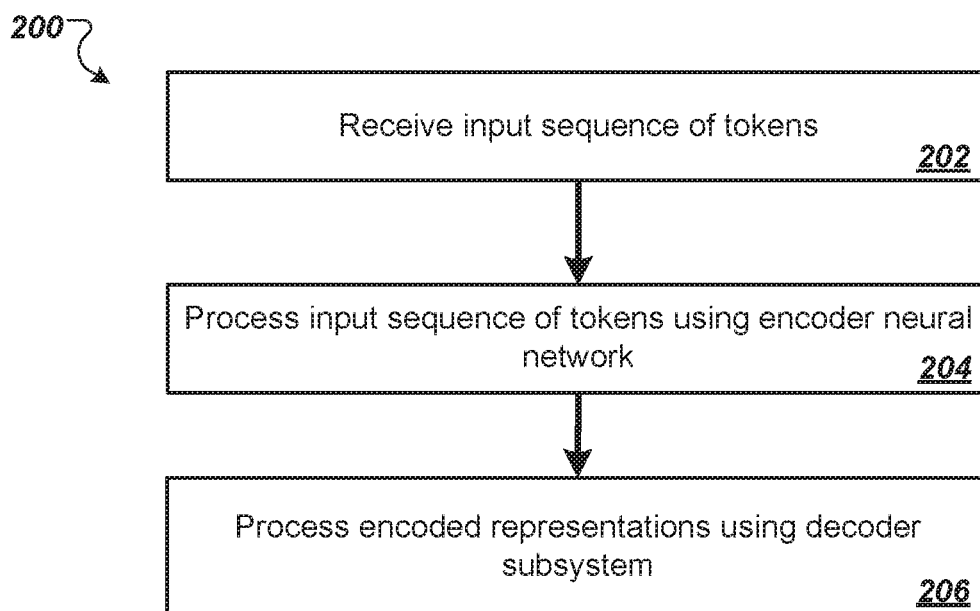 200
Receive input sequence of tokens
202
Process input sequence of tokens using encoder neural
network
204
Process encoded representations using decoder
subsystem
206